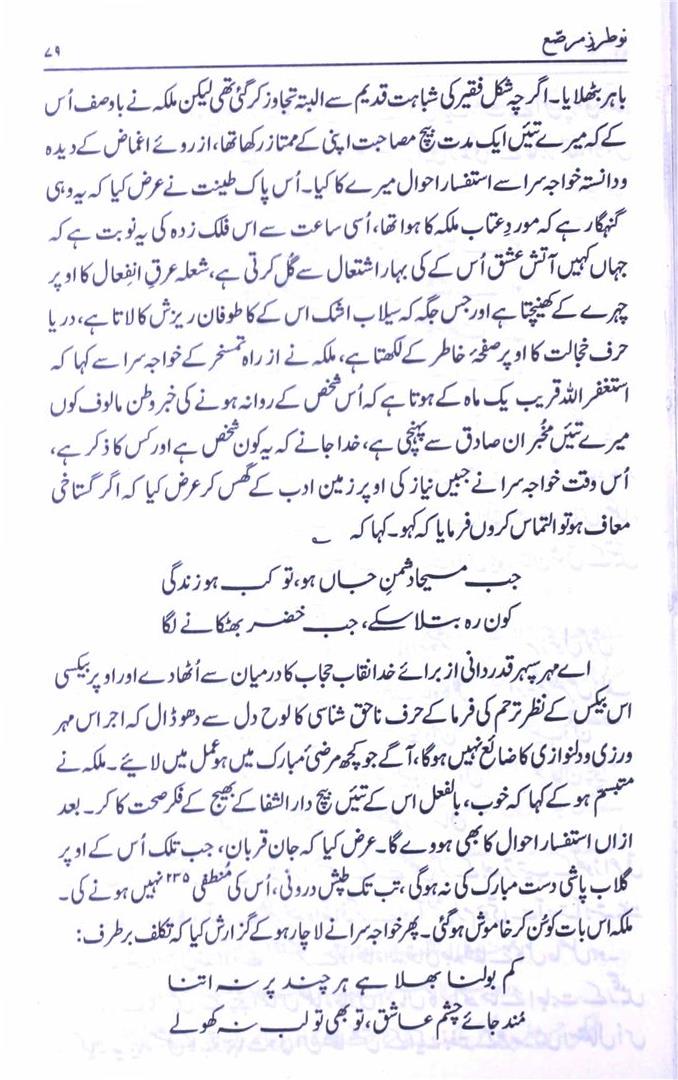 نو طرزِ مرصّع
۷۹
باہر بٹھلایا۔ اگرچہ شکل فقیر کی شباہت قدیم سے البتہ تجاوز کر گئی تھی لیکن ملکہ نے باوصف اُس
کے کہ میرے تئیں ایک مدت بیچ مصاحبت اپنی کے ممتاز رکھا تھا، از روئے اغماض کے دیدہ
و دانستہ خواجہ سرا سے استفسار احوال میرے کا کیا۔ اُس پاک طینت نے عرض کیا کہ یہ وہی
گنہگار ہے کہ موردِ عتاب ملکہ کا ہوا تھا، اُسی ساعت سے اس فلک زدہ کی یہ نوبت ہے کہ
جہاں کہیں آتش عشق اُس کے کی بہار اشتعال سے گُل کرتی ہے، شعلہ عرقِ انفِعال کا اوپر
چہرے کے کھینچتا ہے اور جس جگہ کہ سیلاب اشک اس کے کا طوفان ریزش کا لاتا ہے، دریا
حرف خجالت کا اوپر صفحۂ خاطر کے لکھتا ہے، ملکہ نے از راہ تمسخر کے خواجہ سرا سے کہا کہ
استغفر اللہ قریب یک ماہ کے ہوتا ہے کہ اُس شخص کے روانہ ہونے کی خبر وطن مالوف کوں
میرے تئیں مخُبر ان صادق سے پہنچی ہے، خدا جانے کہ یہ کون شخص ہے اور کس کا ذکر ہے،
اُس وقت خواجہ سرا نے جبیں نیاز کی اوپر زمین ادب کے گھس کر عرض کیا کہ اگر گستاخی
معاف ہو تو التماس کروں فرمایا کہ کہو۔ کہا کہ ؎
جب مسیحا دشمنِ جاں ہو، تو کب ہو زندگی
کون رہ بتلا سکے، جب خضر بھٹکانے لگا
اے مہر سپہر قدردانی از برائے خدا نقاب حجاب کا درمیان سے اُٹھا دے اور اوپر بیکسی
اس بیکس کے نظر ترحم کی فرما کے حرف ناحق شناسی کا لوح دل سے دھو ڈال کہ اجر اس مہر
ورزی و دلنوازی کا ضائع نہیں ہوگا، آگے جو کچھ مرضیٔ مبارک میں ہو عمل میں لایئے۔ ملکہ نے
متبسم ہو کے کہا کہ خوب، بالفعل اس کے تئیں بیچ دارالشفا کے بھیج کے فکر صحت کا کر۔ بعد
ازاں استفسار احوال کا بھی ہووے گا۔ عرض کیا کہ جان قربان، جب تلک اُس کے اوپر
گلاب پاشی دست مبارک کی نہ ہوگی، تب تک طپش درونی، اُس کی مُنطفی ۲۳۵ نہیں ہونے کی۔
ملکہ اس بات کو سُن کر خاموش ہوگئی۔ پھر خواجہ سرا نے لاچار ہو کے گزارش کیا کہ تکلف برطرف:
کم بولنا بھلا ہے ہر چند پر نہ اتنا
مُند جائے چشم عاشق، تو بھی تو لب نہ کھولے